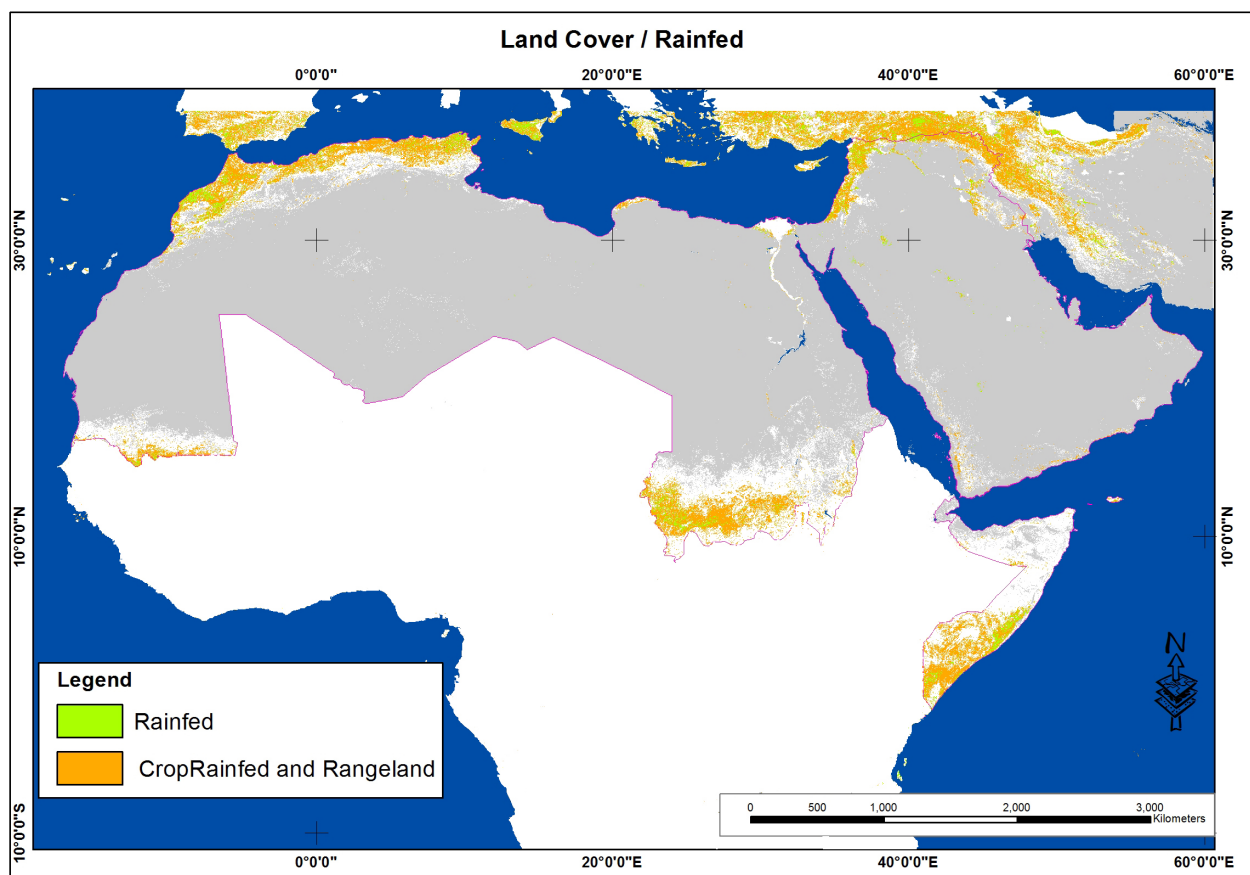 Land Cover / Rainfed
0°0'0"
20°0'0"E
40°0'0"E
60°0'0"E
30°0'0"N
30°0'0"N
10°0'0"N
10°0'0"N
N
Legend
Rainfed
CropRainfed and Rangeland
0 500 1,000 2,000 3,000
Kilometers
10°0'0"S
0°0'0"
20°0'0"E
40°0'0"E
60°0'0"E